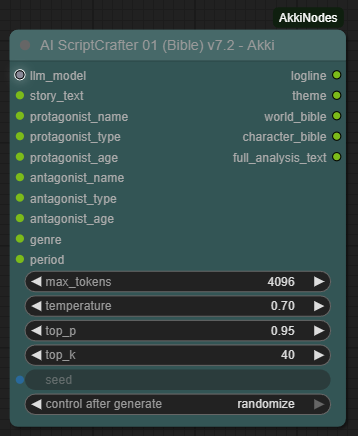 AkkiNodes
AI ScriptCrafter 01 (Bible) v7.2 - Akki
llm_model logline
story_text theme
protagonist_name world_bible
protagonist_type character_bible
protagonist_age full_analysis_text
antagonist_name
antagonist_type
antagonist_age
genre
period
max_tokens 4096
temperature 0.70
top_p 0.95
top_k 40
seed
control after generate randomize